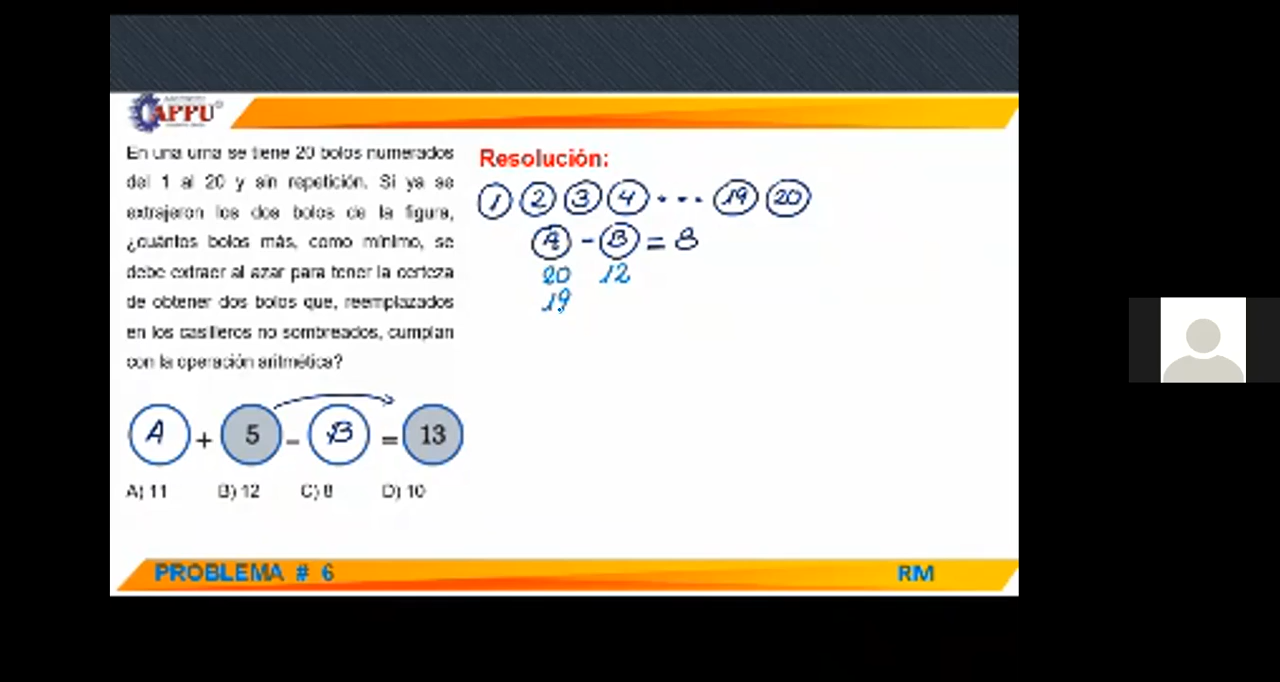 APPU
En una urna se tiene 20 bolos numerados
del 1 al 20 y sin repetición. Si ya se
extrajeron los dos bolos de la figura,
¿cuántos bolos más, como mínimo, se
debe extraer al azar para tener la certeza
de obtener dos bolos que, reemplazados
en los casilleros no sombreados, cumplan
con la operación aritmética?
A + 5 - B = 13
A) 11 B) 12 C) 8 D) 10
Resolución:
1 2 3 4 ... 19 20
A - B = 8
20 12
19
PROBLEMA # 6 RM